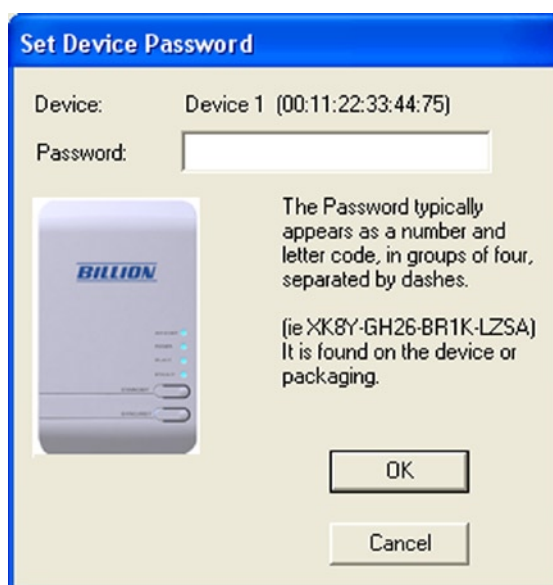 Set Device Password
Device: Device 1 (00:11:22:33:44:75)
Password:
The Password typically
appears as a number and
letter code, in groups of four,
separated by dashes.
(ie XK8Y-GH26-BR1K-LZSA)
It is found on the device or
packaging.
BILLION
OK
Cancel